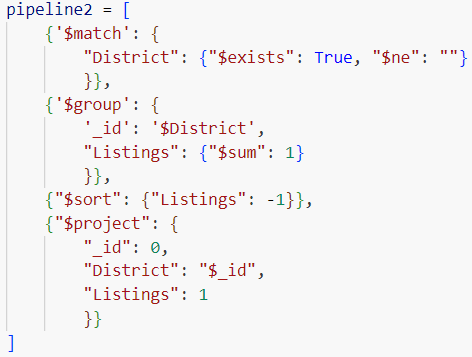 pipeline2 = [
    {'$match': {
        "District": {"$exists": True, "$ne": ""}
        }},
    {'$group': {
        '_id': '$District',
        "Listings": {"$sum": 1}
        }},
    {"$sort": {"Listings": -1}},
    {"$project": {
        "_id": 0,
        "District": "$_id",
        "Listings": 1
        }}
]